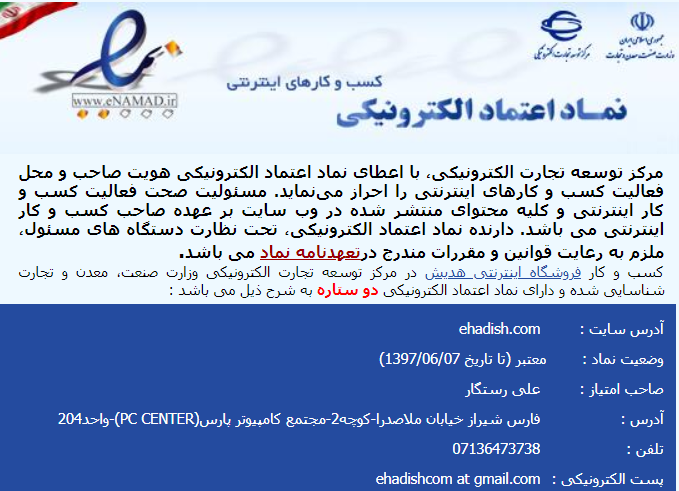 جمهوری اسلامی ایران
وزارت صنعت، معدن و تجارت
مرکز توسعه تجارت الکترونیکی
www.eNAMAD.ir
کسب و کارهای اینترنتی
نماد اعتماد الکترونیکی
مرکز توسعه تجارت الکترونیکی، با اعطای نماد اعتماد الکترونیکی هویت صاحب و محل
فعالیت کسب و کارهای اینترنتی را احراز می‌نماید. مسئولیت صحت فعالیت کسب و
کار اینترنتی و کلیه محتوای منتشر شده در وب سایت بر عهده صاحب کسب و کار
اینترنتی می باشد. دارنده نماد اعتماد الکترونیکی، تحت نظارت دستگاه های مسئول،
ملزم به رعایت قوانین و مقررات مندرج درتعهدنامه نماد می باشد.
کسب و کار فروشگاه اینترنتی هدیش در مرکز توسعه تجارت الکترونیکی وزارت صنعت، معدن و تجارت
شناسایی شده و دارای نماد اعتماد الکترونیکی دو ستاره به شرح ذیل می باشد :
آدرس سایت : ehadish.com
وضعیت نماد : معتبر (تا تاریخ 1397/06/07)
صاحب امتیاز : علی رستگار
آدرس : فارس شیراز خیابان ملاصدرا-کوچه2-مجتمع کامپیوتر پارس(PC CENTER)-واحد204
تلفن : 07136473738
پست الکترونیکی : ehadishcom at gmail.com